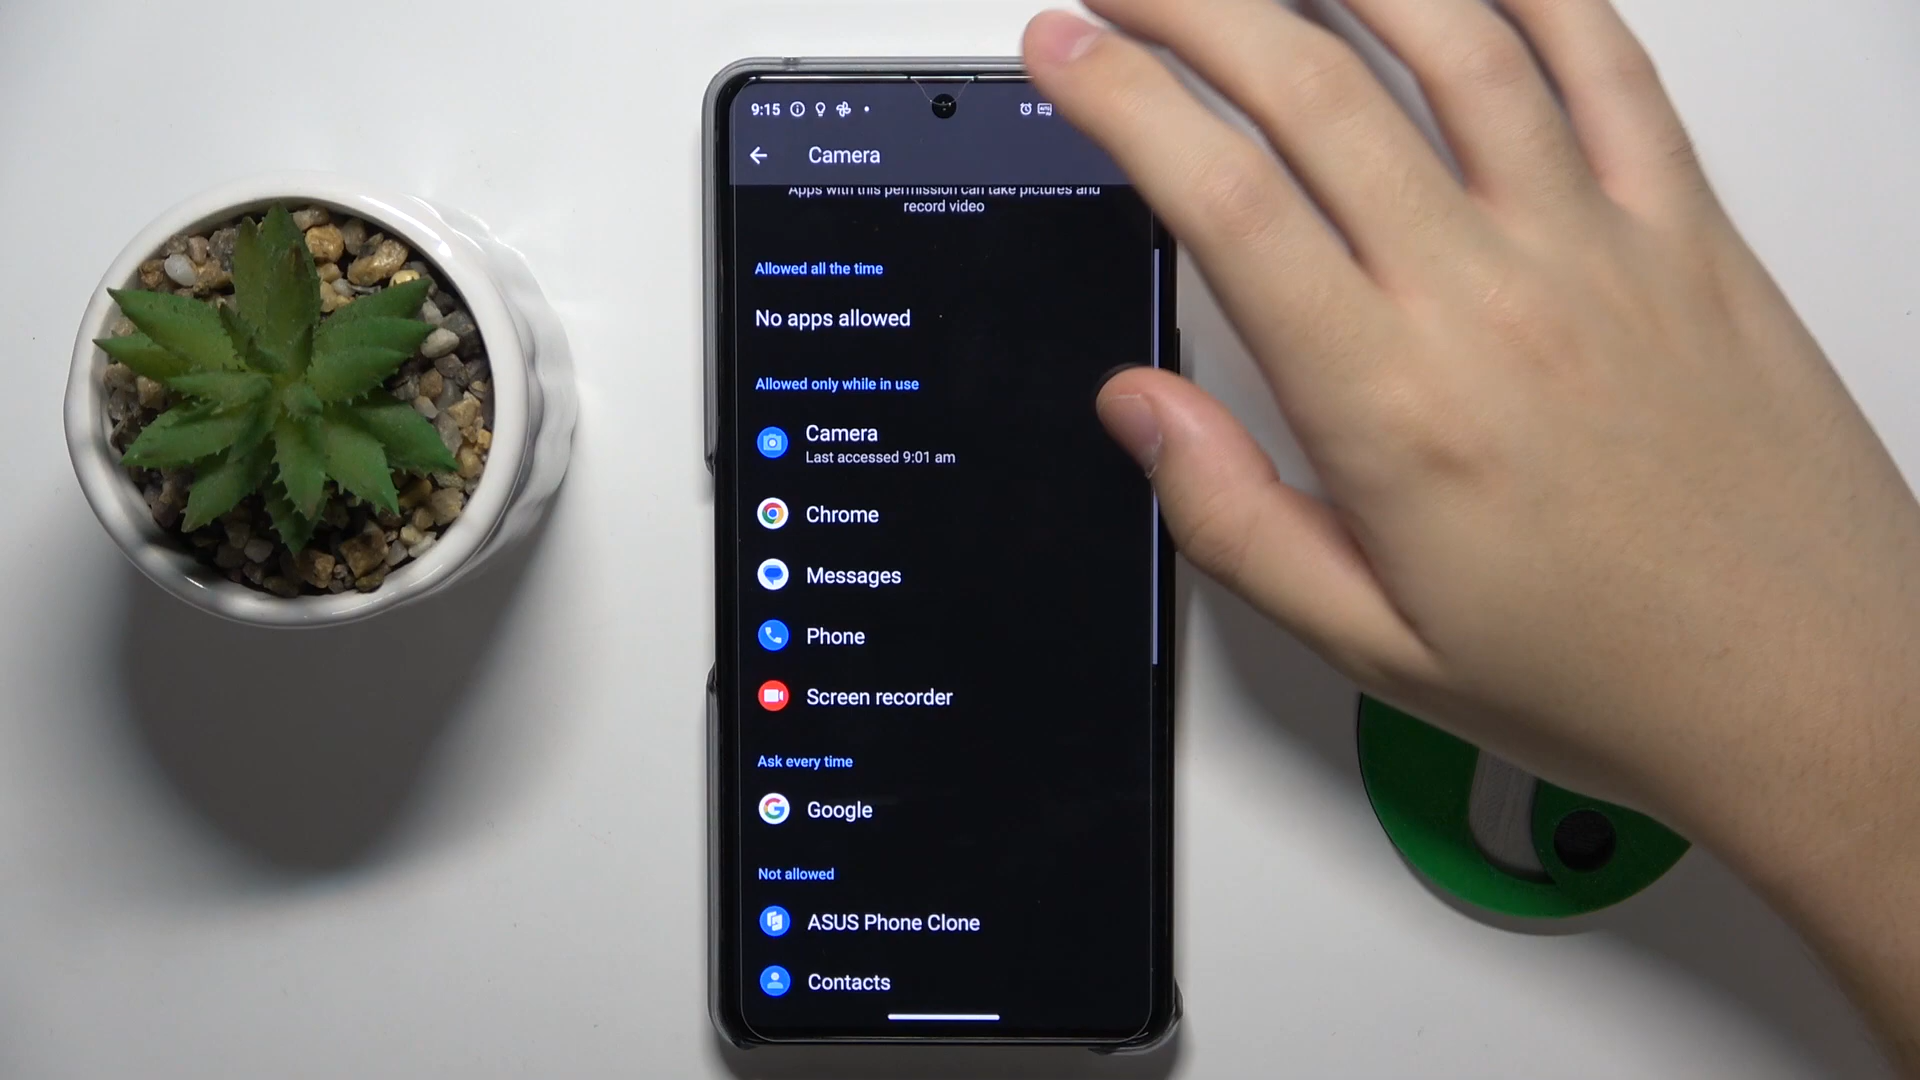 9:15
Camera
Apps with this permission can take pictures and
record video
Allowed all the time
No apps allowed
Allowed only while in use
Camera
Last accessed 9:01 am
Chrome
Messages
Phone
Screen recorder
Ask every time
Google
Not allowed
ASUS Phone Clone
Contacts